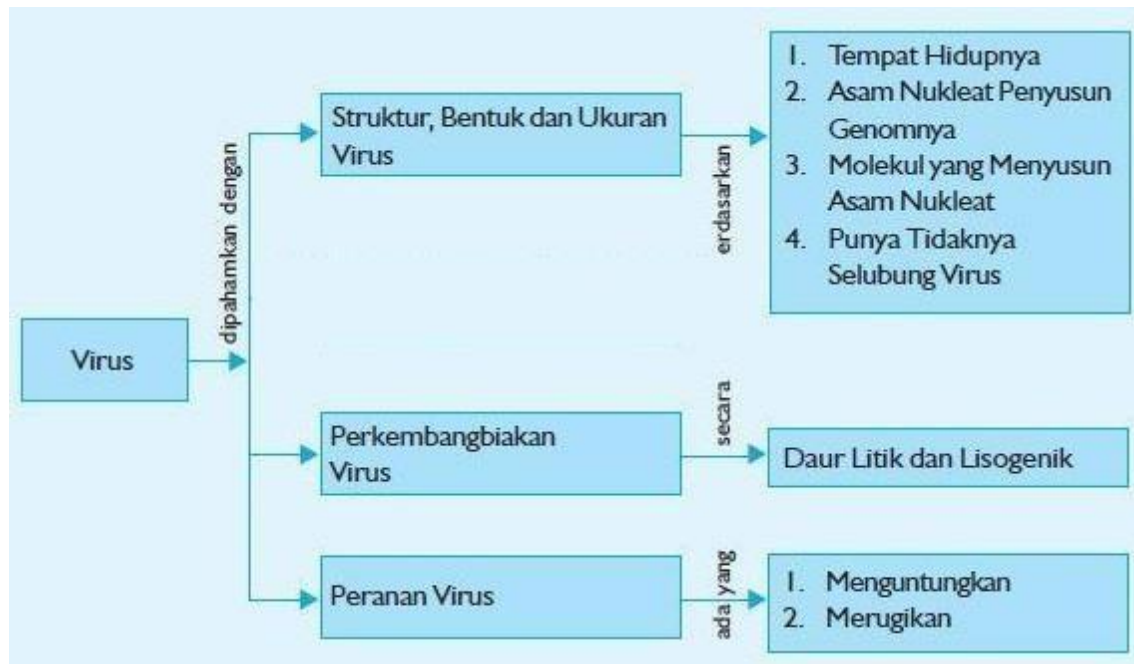 Virus
dipahamkan dengan
Struktur, Bentuk dan Ukuran
Virus
erdasarkan
1. Tempat Hidupnya
2. Asam Nukleat Penyusun
Genomnya
3. Molekul yang Menyusun
Asam Nukleat
4. Punya Tidaknya
Selubung Virus
Perkembangbiakan
Virus
secara
Daur Litik dan Lisogenik
Peranan Virus
ada yang
1. Menguntungkan
2. Merugikan